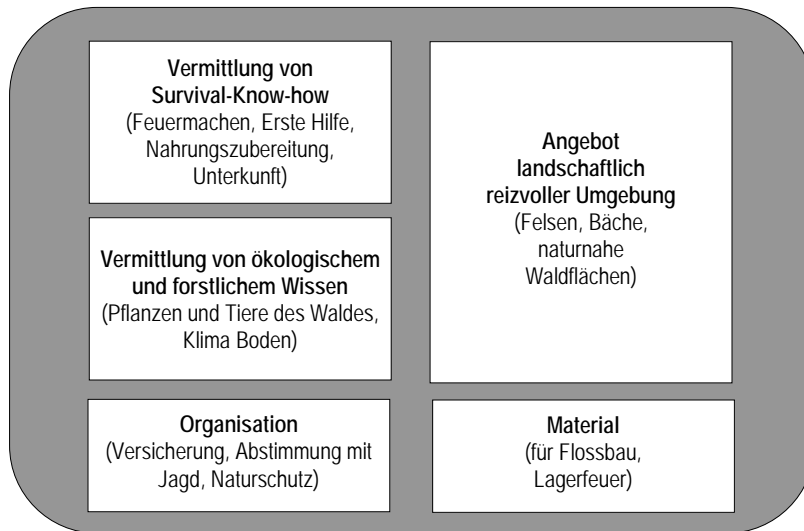 Vermittlung von
Survival-Know-how
(Feuermachen, Erste Hilfe,
Nahrungszubereitung,
Unterkunft)
Vermittlung von ökologischem
und forstlichem Wissen
(Pflanzen und Tiere des Waldes,
Klima Boden)
Organisation
(Versicherung, Abstimmung mit
Jagd, Naturschutz)
Angebot
landschaftlich
reizvoller Umgebung
(Felsen, Bäche,
naturnahe
Waldflächen)
Material
(für Flossbau,
Lagerfeuer)